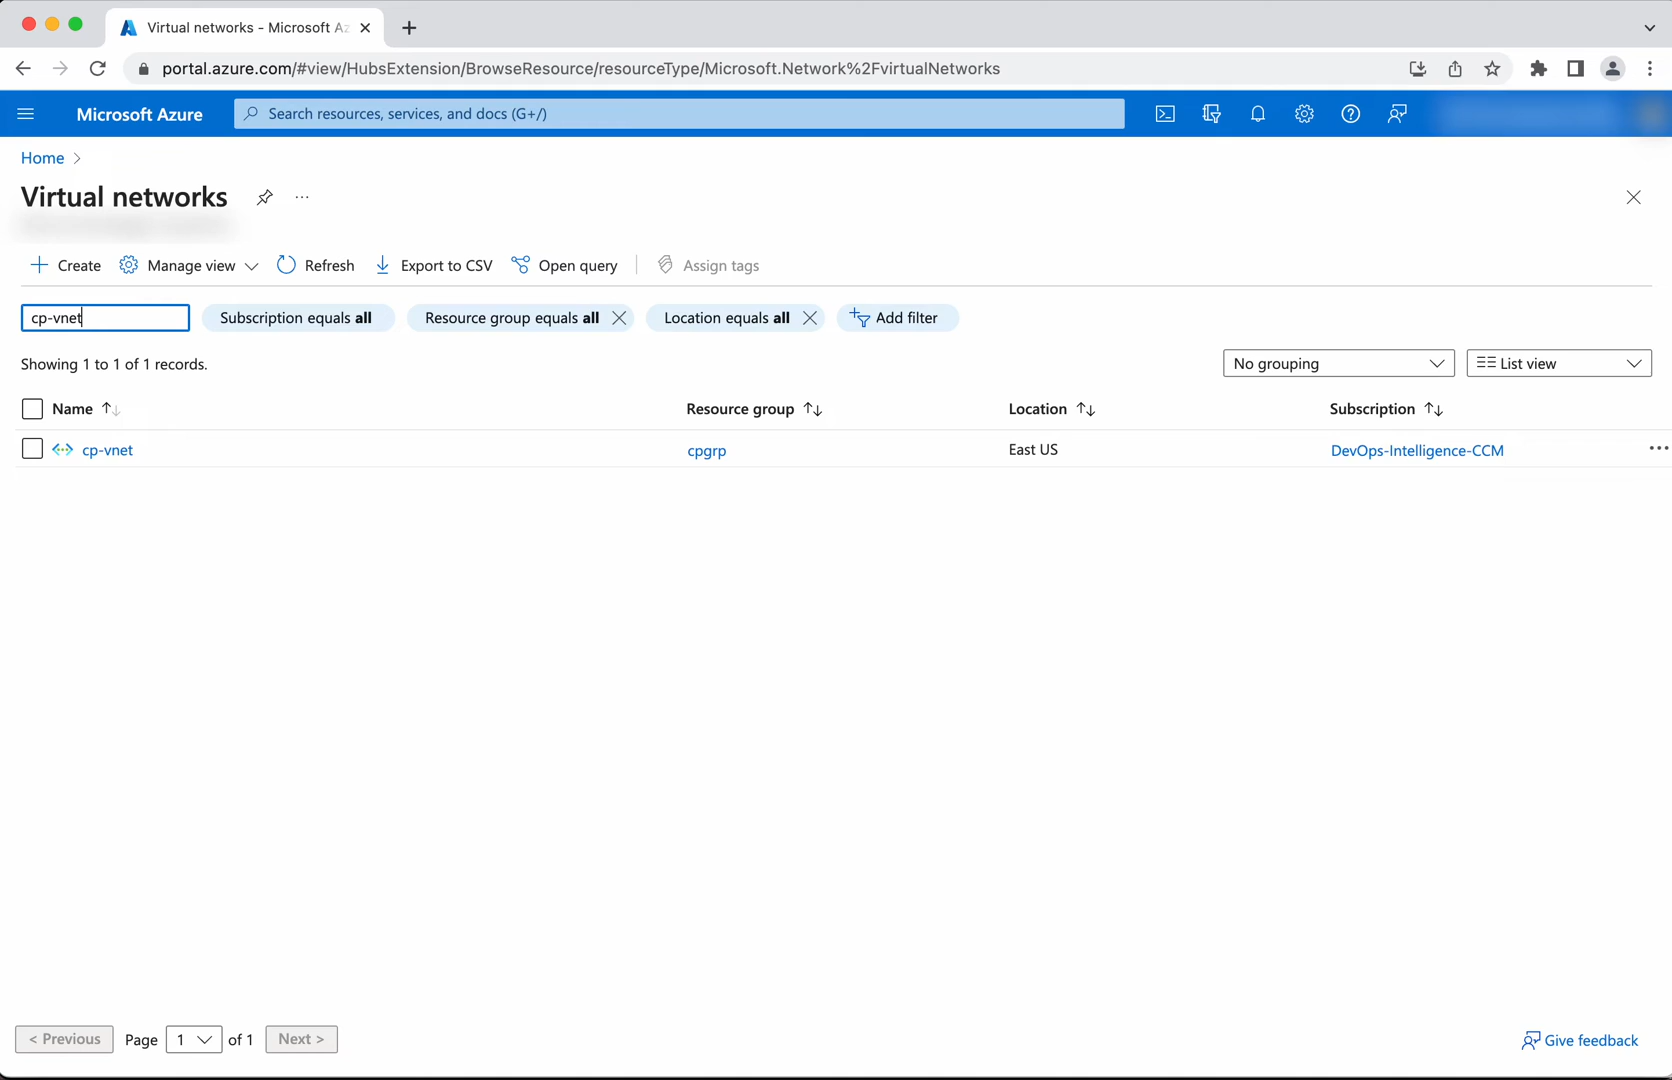 Virtual networks - Microsoft Az
portal.azure.com/#view/HubsExtension/BrowseResource/resourceType/Microsoft.Network%2FvirtualNetworks
Microsoft Azure
Search resources, services, and docs (G+/)
Home
Virtual networks
Create
Manage view
Refresh
Export to CSV
Open query
Assign tags
cp-vnet
Subscription equals all
Resource group equals all
Location equals all
Add filter
Showing 1 to 1 of 1 records.
No grouping
List view
Name
Resource group
Location
Subscription
cp-vnet
cpgrp
East US
DevOps-Intelligence-CCM
< Previous
Page
1
of 1
Next >
Give feedback